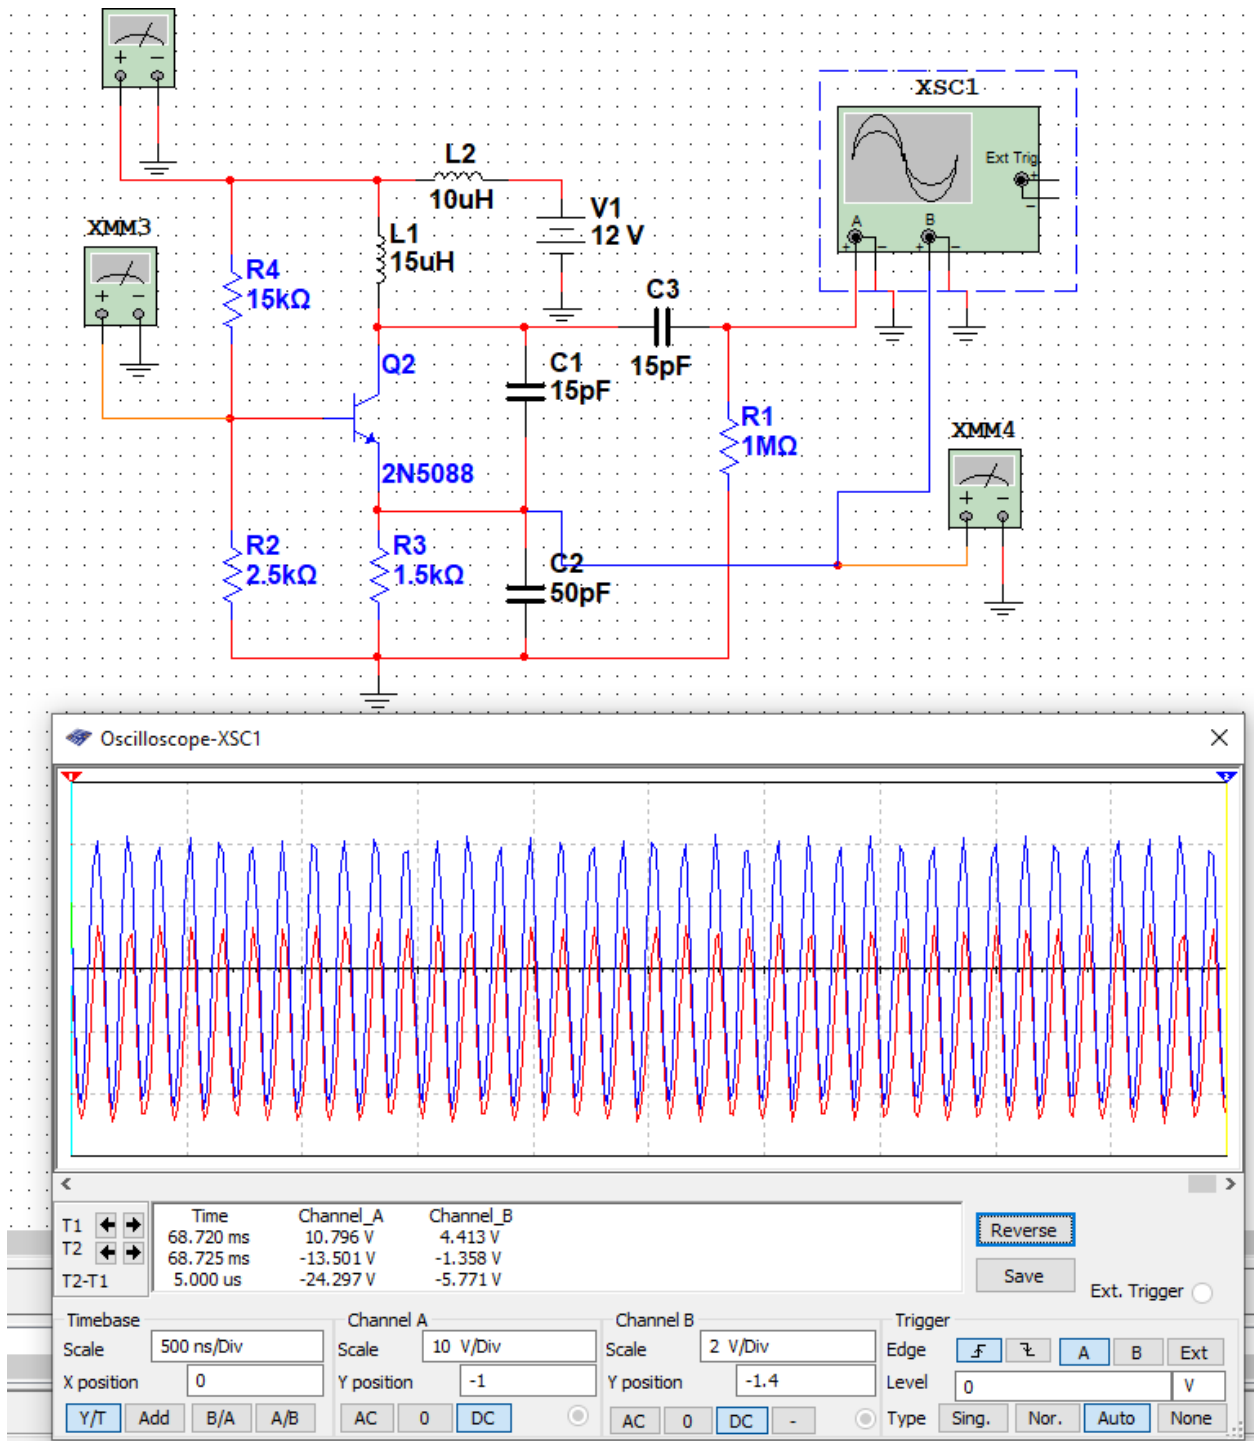 XSC1
Ext Trig
+
−
A
B
+
−
+
−
+
−
L2
10uH
V1
12 V
XMM3
+
−
L1
15uH
R4
15kΩ
C3
15pF
Q2
C1
15pF
R1
1MΩ
XMM4
+
−
2N5088
R2
2.5kΩ
R3
1.5kΩ
C2
50pF
Oscilloscope-XSC1
1
2
Time Channel_A Channel_B
T1 68.720 ms 10.796 V 4.413 V
T2 68.725 ms -13.501 V -1.358 V
T2-T1 5.000 us -24.297 V -5.771 V
Reverse
Save
Ext. Trigger
Timebase
Scale 500 ns/Div
X position 0
Y/T Add B/A A/B
Channel A
Scale 10 V/Div
Y position -1
AC 0 DC
Channel B
Scale 2 V/Div
Y position -1.4
AC 0 DC -
Trigger
Edge A B Ext
Level 0 V
Type Sing. Nor. Auto None